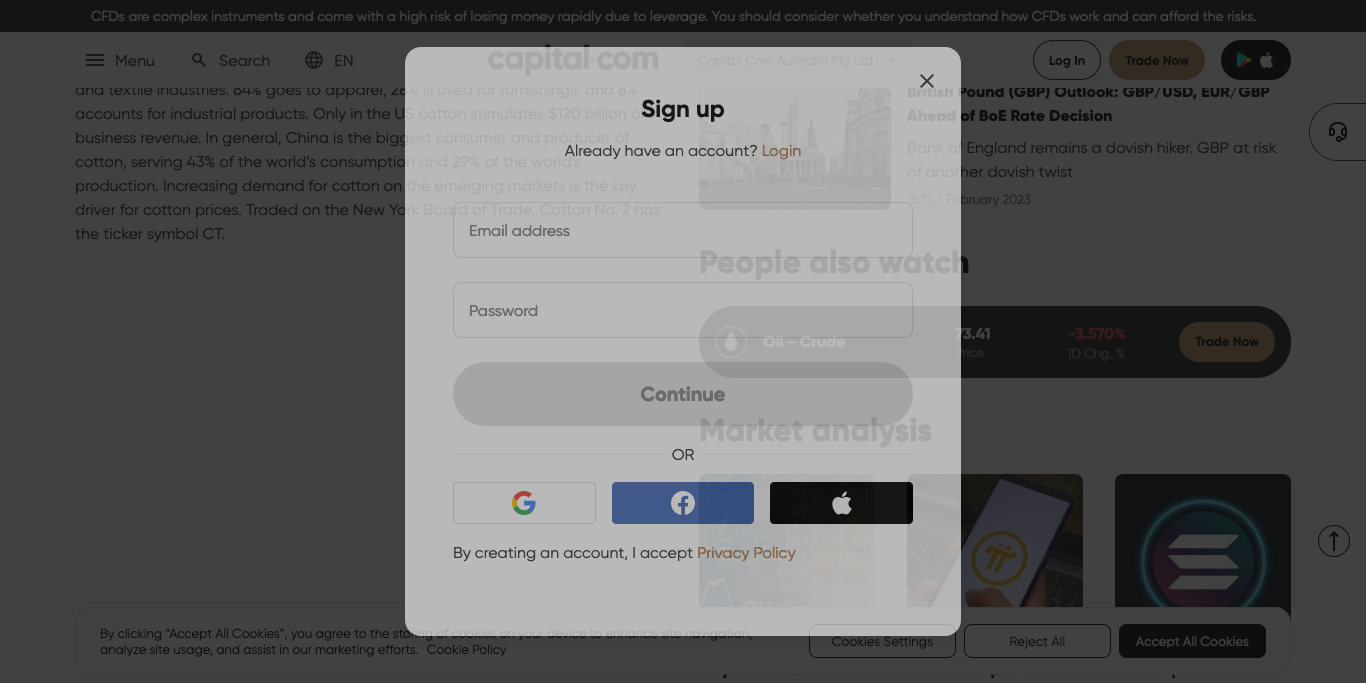 CFDs are complex instruments and come with a high risk of losing money rapidly due to leverage. You should consider whether you understand how CFDs work and can afford the risks.
Menu
Search
EN
capital.com
Capital Com Australia Pty Ltd
Log In
Trade Now
and textile industries. 64% goes to apparel, 28% is used for furnishings, and 8%
accounts for industrial products. Only in the US cotton stimulates $120 billion
business revenue. In general, China is the biggest consumer and producer of
cotton, serving 43% of the world's consumption and 29% of the world's
production. Increasing demand for cotton on the emerging markets is the key
driver for cotton prices. Traded on the New York Board of Trade, Cotton No. 2 has
the ticker symbol CT.
British Pound (GBP) Outlook: GBP/USD, EUR/GBP
Ahead of BoE Rate Decision
Bank of England remains a dovish hiker. GBP at risk
of another dovish twist
15:13, 1 February 2023
Sign up
Already have an account? Login
Email address
Password
Continue
OR
By creating an account, I accept Privacy Policy
People also watch
Oil - Crude
73.41
Price
-3.570%
1D Chg, %
Trade Now
Market analysis
By clicking “Accept All Cookies”, you agree to the storing of cookies on your device to enhance site navigation,
analyze site usage, and assist in our marketing efforts. Cookie Policy
Cookies Settings
Reject All
Accept All Cookies